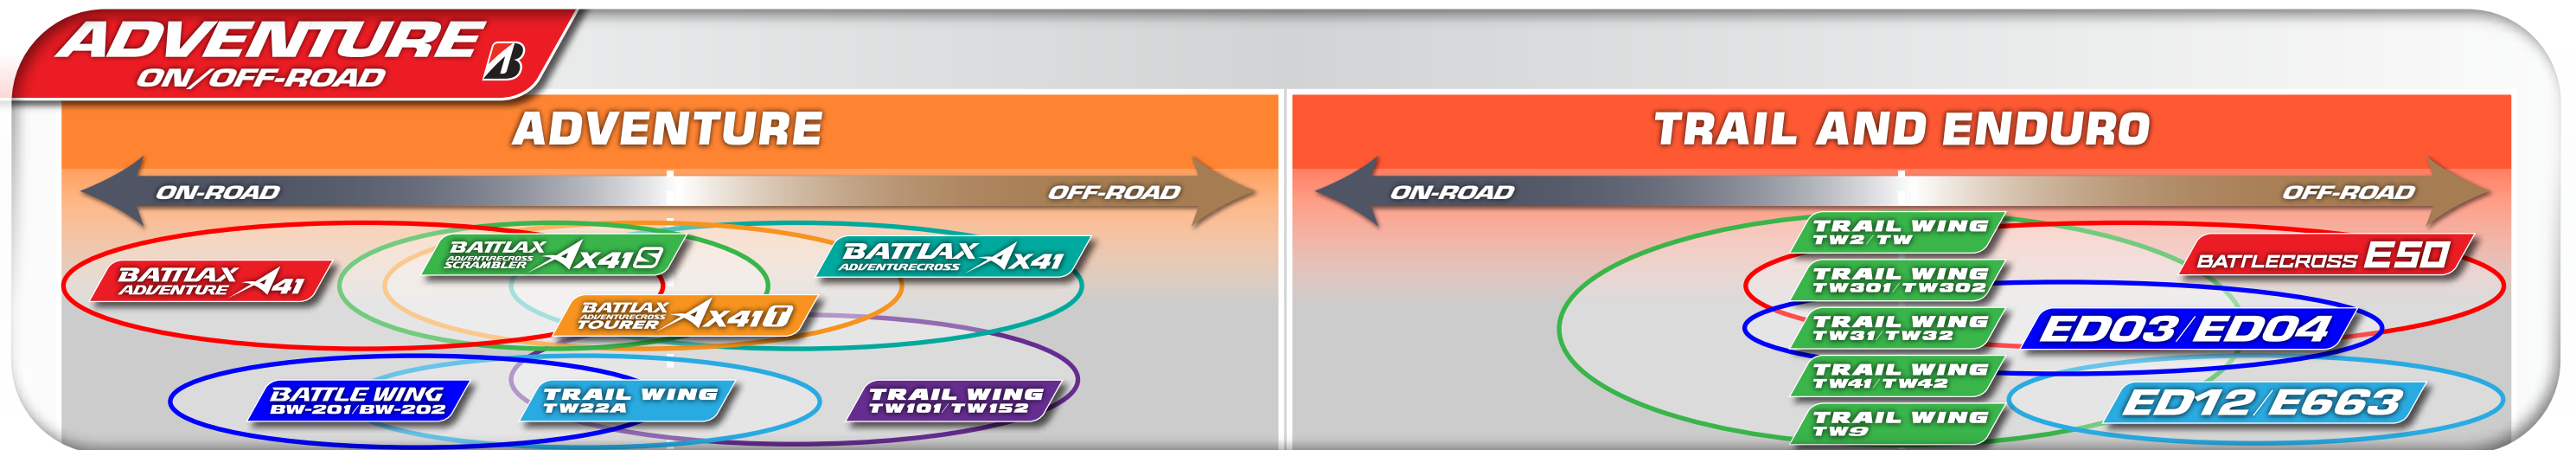 ADVENTURE
ON/OFF-ROAD
B
ADVENTURE
ON-ROAD
OFF-ROAD
BATTLAX
ADVENTURE A41
BATTLAX
ADVENTURECROSS
SCRAMBLER AX41S
BATTLAX
ADVENTURECROSS AX41
BATTLAX
ADVENTURECROSS
TOURER AX41T
BATTLE WING
BW-201/BW-202
TRAIL WING
TW22A
TRAIL WING
TW101/TW152
TRAIL AND ENDURO
ON-ROAD
OFF-ROAD
TRAIL WING
TW2/TW
TRAIL WING
TW301/TW302
TRAIL WING
TW31/TW32
TRAIL WING
TW41/TW42
TRAIL WING
TW9
BATTLECROSS E50
ED03/ED04
ED12/E663